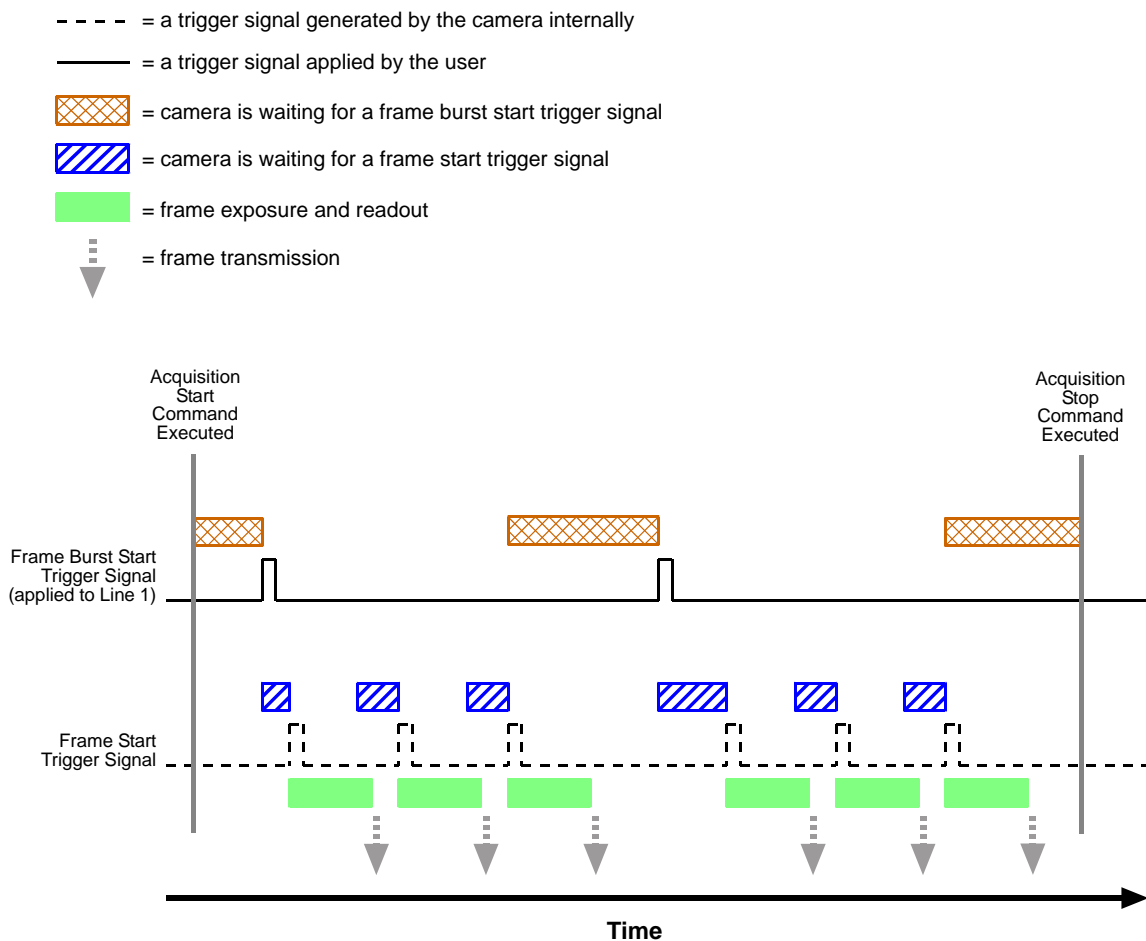 = a trigger signal generated by the camera internally
= a trigger signal applied by the user
= camera is waiting for a frame burst start trigger signal
= camera is waiting for a frame start trigger signal
= frame exposure and readout
= frame transmission
Acquisition
Start
Command
Executed
Acquisition
Stop
Command
Executed
Frame Burst Start
Trigger Signal
(applied to Line 1)
Frame Start
Trigger Signal
Time